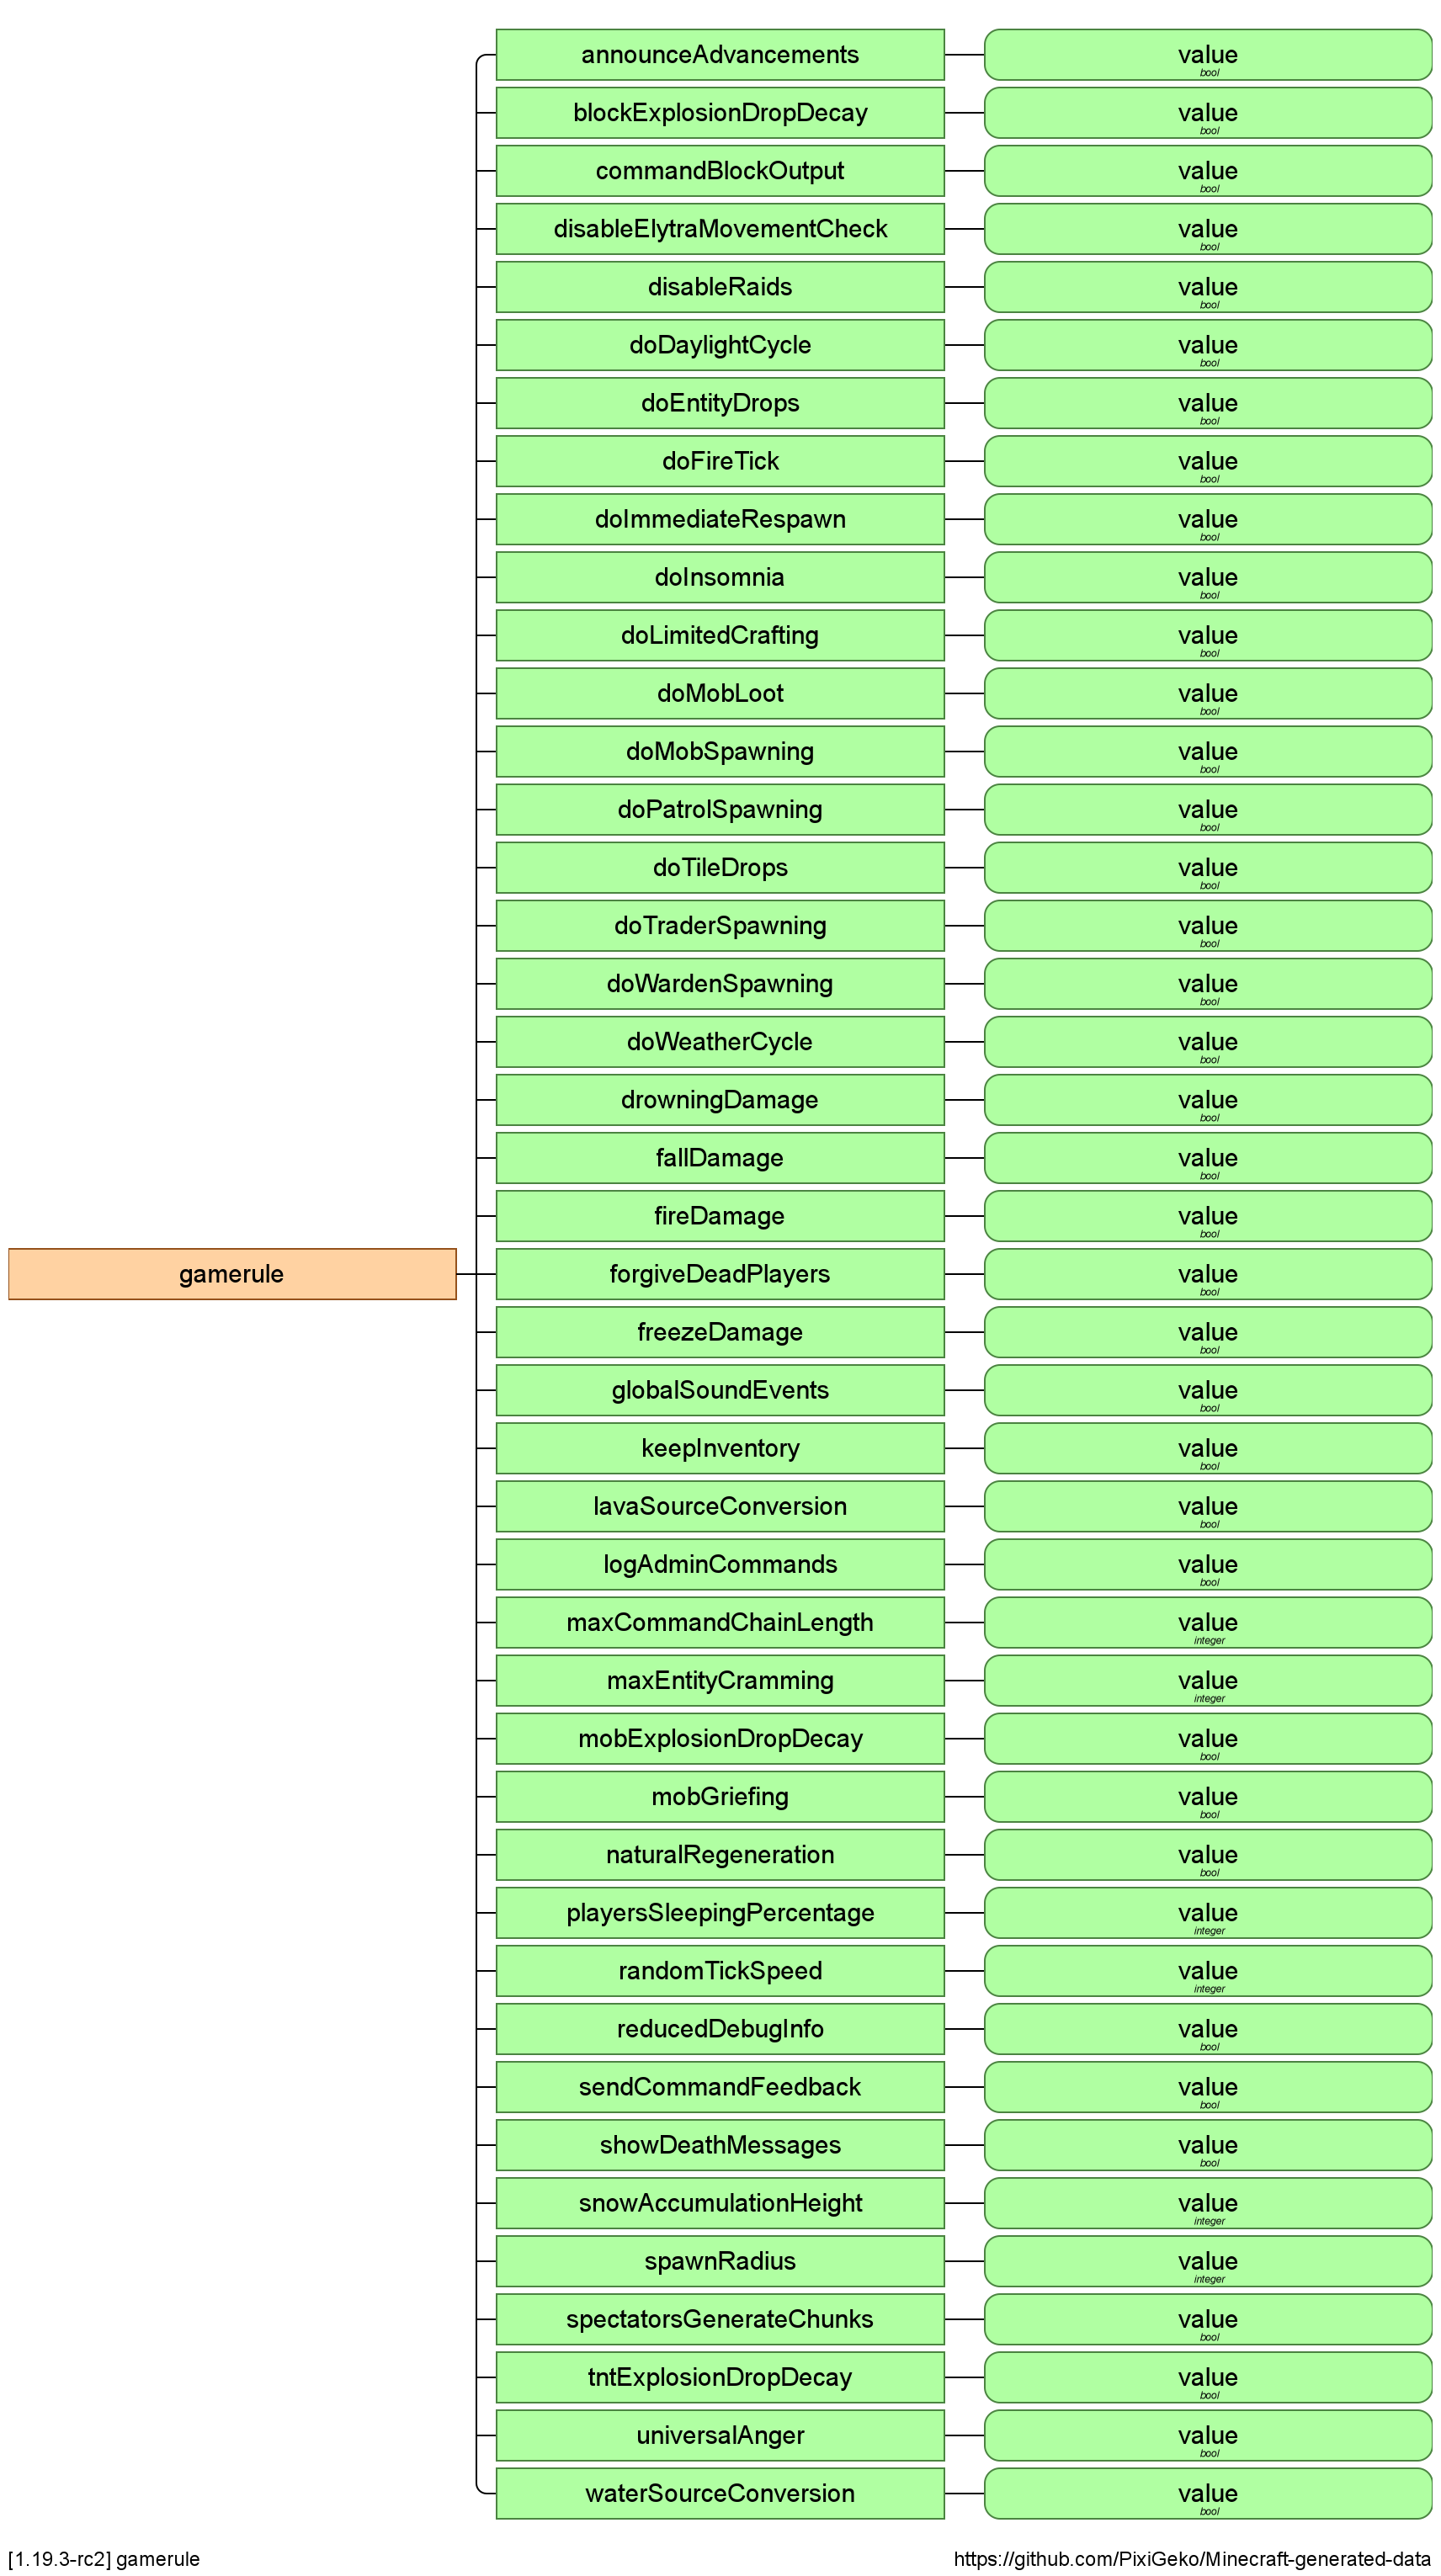 announceAdvancements value
bool
blockExplosionDropDecay value
bool
commandBlockOutput value
bool
disableElytraMovementCheck value
bool
disableRaids value
bool
doDaylightCycle value
bool
doEntityDrops value
bool
doFireTick value
bool
doImmediateRespawn value
bool
doInsomnia value
bool
doLimitedCrafting value
bool
doMobLoot value
bool
doMobSpawning value
bool
doPatrolSpawning value
bool
doTileDrops value
bool
doTraderSpawning value
bool
doWardenSpawning value
bool
doWeatherCycle value
bool
drowningDamage value
bool
fallDamage value
bool
fireDamage value
bool
gamerule forgiveDeadPlayers value
bool
freezeDamage value
bool
globalSoundEvents value
bool
keepInventory value
bool
lavaSourceConversion value
bool
logAdminCommands value
bool
maxCommandChainLength value
integer
maxEntityCramming value
integer
mobExplosionDropDecay value
bool
mobGriefing value
bool
naturalRegeneration value
bool
playersSleepingPercentage value
integer
randomTickSpeed value
integer
reducedDebugInfo value
bool
sendCommandFeedback value
bool
showDeathMessages value
bool
snowAccumulationHeight value
integer
spawnRadius value
integer
spectatorsGenerateChunks value
bool
tntExplosionDropDecay value
bool
universalAnger value
bool
waterSourceConversion value
bool
[1.19.3-rc2] gamerule https://github.com/PixiGeko/Minecraft-generated-data